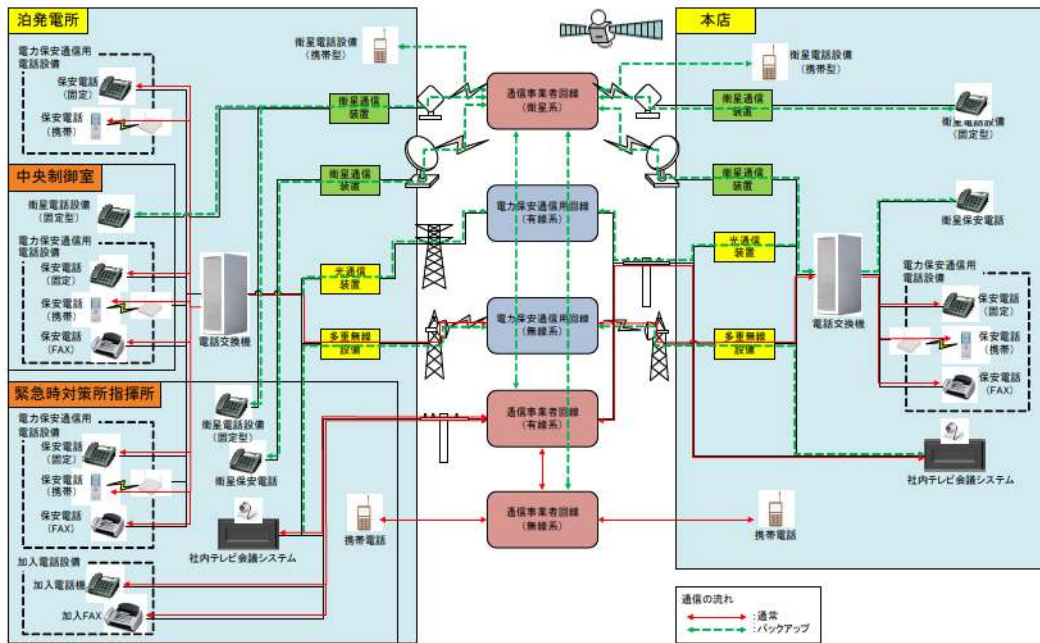 泊発電所
電力保安通信用
電話設備
保安電話
(固定)
保安電話
(携帯)
中央制御室
衛星電話設備
(固定型)
電力保安通信用
電話設備
保安電話
(固定)
保安電話
(携帯)
保安電話
(FAX)
電話交換機
緊急時対策所指揮所
電力保安通信用
電話設備
保安電話
(固定)
保安電話
(携帯)
保安電話
(FAX)
加入電話設備
加入電話機
加入FAX
衛星電話設備
(携帯型)
衛星通信
装置
衛星通信
装置
光通信
装置
多重無線
設備
衛星電話設備
(固定型)
衛星保安電話
社内テレビ会議システム
携帯電話
通信事業者回線
(衛星系)
電力保安通信用回線
(有線系)
電力保安通信用回線
(無線系)
通信事業者回線
(有線系)
通信事業者回線
(無線系)
本店
衛星電話設備
(携帯型)
衛星通信
装置
衛星電話設備
(固定型)
衛星通信
装置
衛星保安電話
光通信
装置
多重無線
設備
電話交換機
電力保安通信用
電話設備
保安電話
(固定)
保安電話
(携帯)
保安電話
(FAX)
社内テレビ会議システム
携帯電話
通信の流れ
:通常
:バックアップ